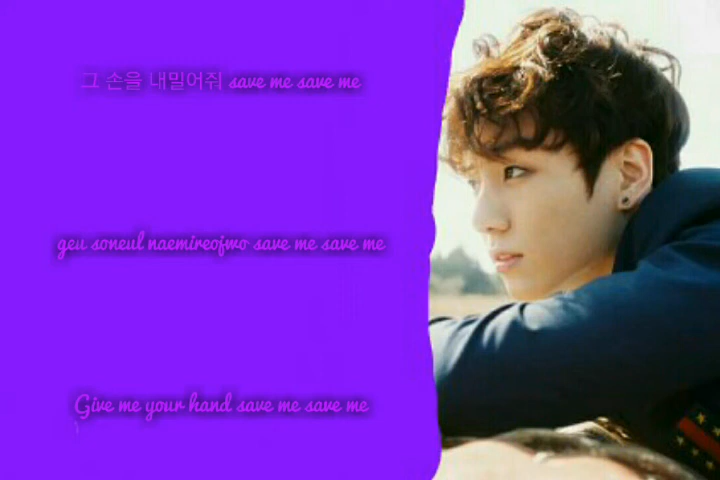 그 손을 내밀어줘 save me save me
geu soneul naemireojwo save me save me
Give me your hand save me save me